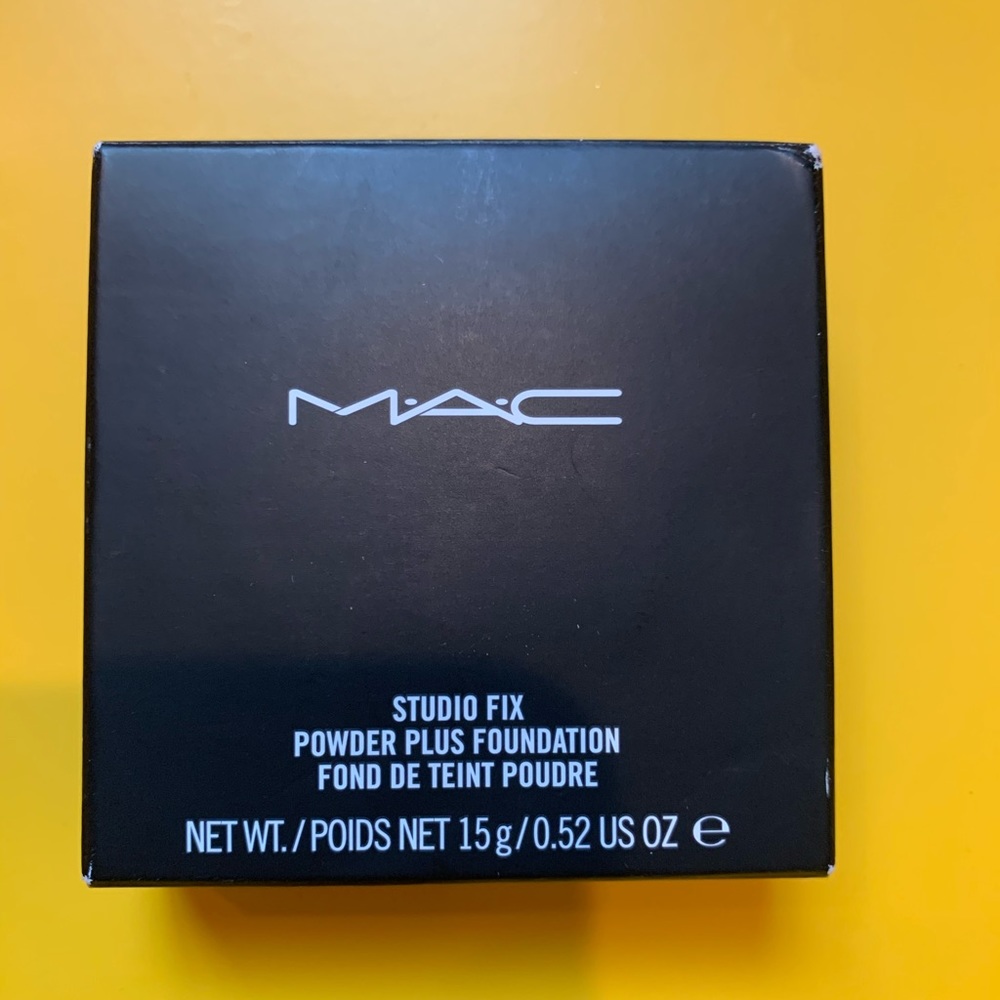 M·A·C
STUDIO FIX
POWDER PLUS FOUNDATION
FOND DE TEINT POUDRE
NET WT./POIDS NET 15 g/0.52 US OZ ℮